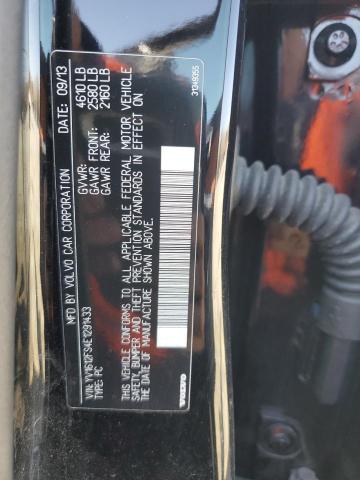 MFD BY VOLVO CAR CORPORATION DATE: 09/13
GVWR: 4610 LB
GAWR FRONT: 2580 LB
GAWR REAR: 2160 LB
VIN: YV1612FS4E1291433
TYPE: PC
THIS VEHICLE CONFORMS TO ALL APPLICABLE FEDERAL MOTOR VEHICLE
SAFETY, BUMPER AND THEFT PREVENTION STANDARDS IN EFFECT ON
THE DATE OF MANUFACTURE SHOWN ABOVE.
VOLVO
31349055